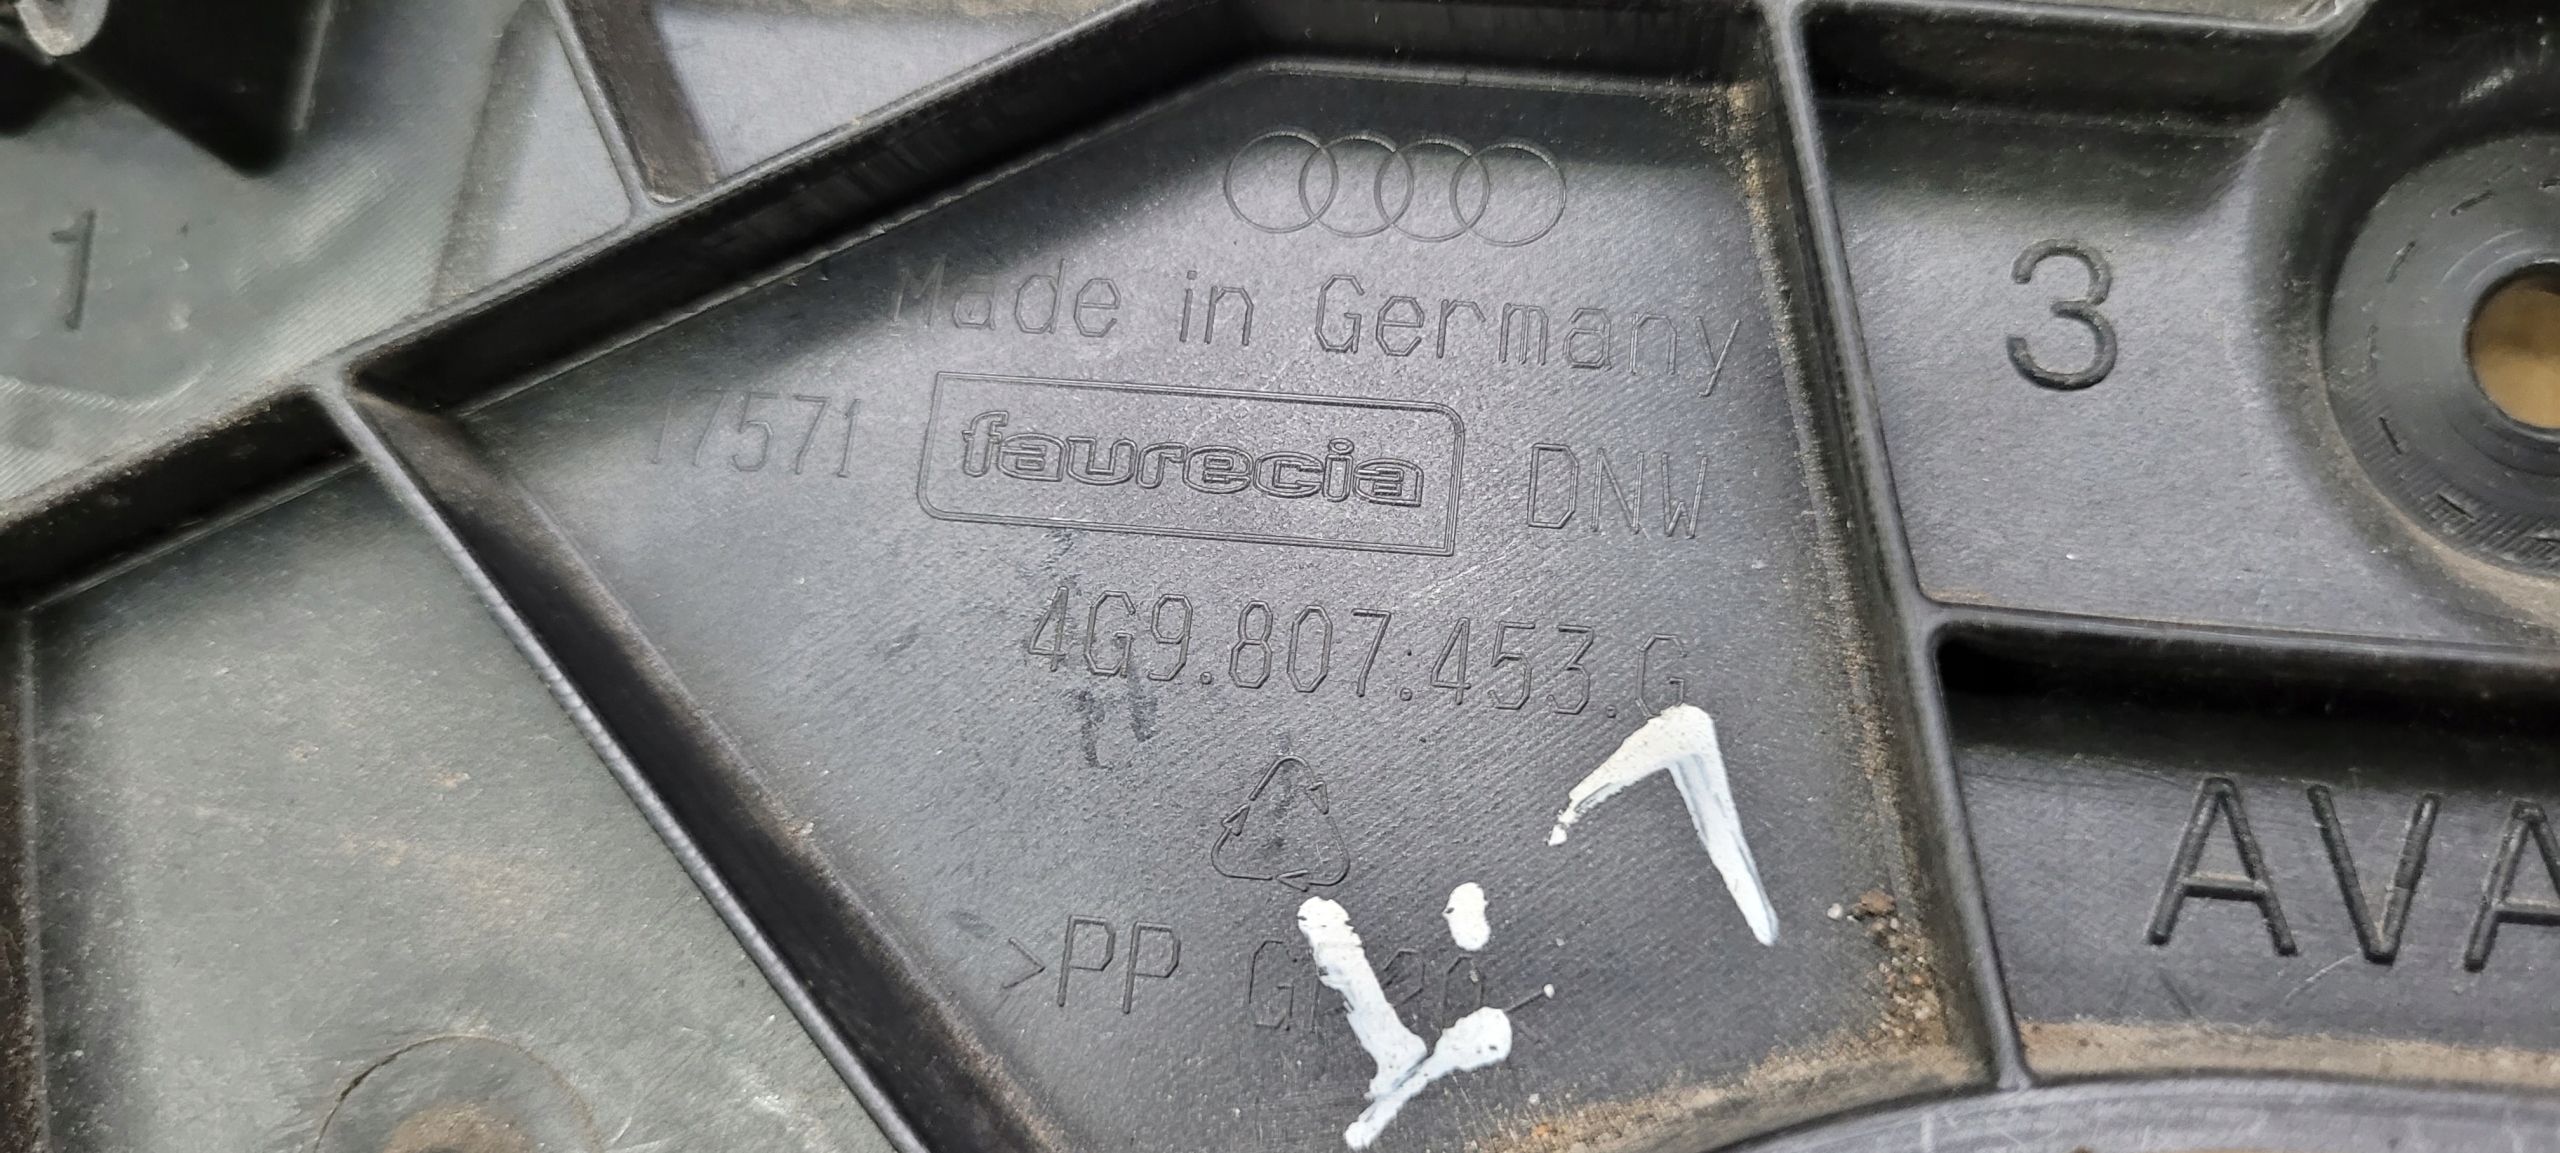 1
Made in Germany
3
17571 faurecia DNW
4G9.807.453.G
AVA
>PP